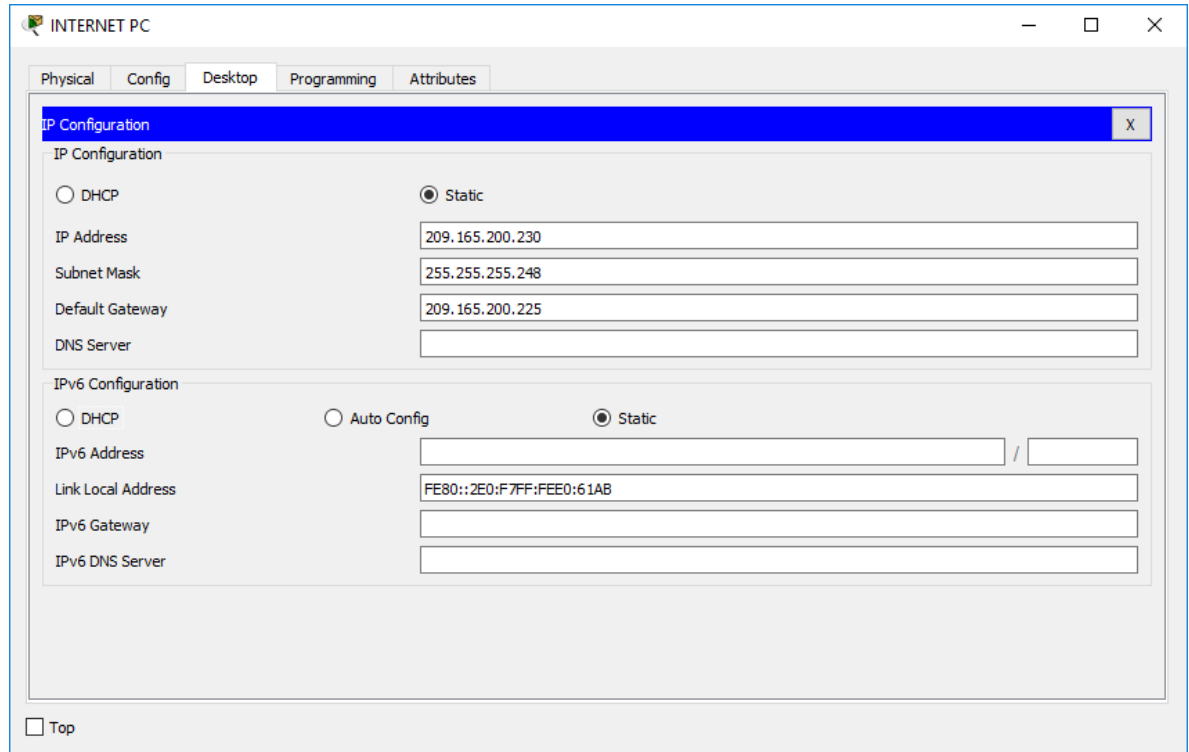 INTERNET PC
Physical Config Desktop Programming Attributes
IP Configuration X
IP Configuration
DHCP Static
IP Address 209.165.200.230
Subnet Mask 255.255.255.248
Default Gateway 209.165.200.225
DNS Server
IPv6 Configuration
DHCP Auto Config Static
IPv6 Address /
Link Local Address FE80::2E0:F7FF:FEE0:61AB
IPv6 Gateway
IPv6 DNS Server
Top